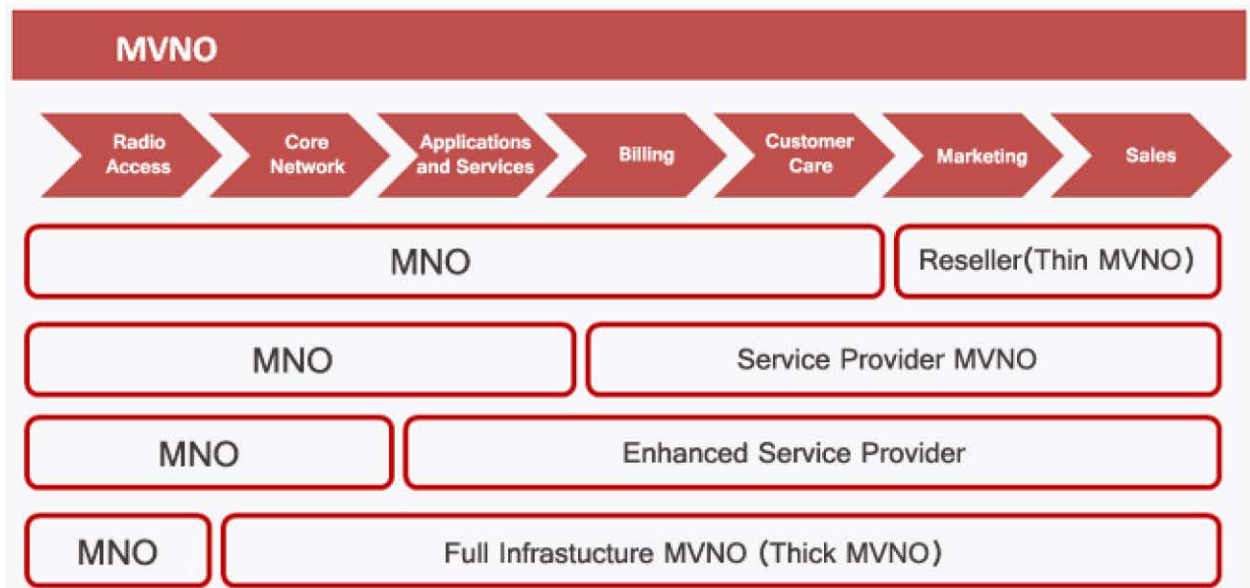 MVNO
Radio
Access
Core
Network
Applications
and Services
Billing
Customer
Care
Marketing
Sales
MNO
Reseller(Thin MVNO)
MNO
Service Provider MVNO
MNO
Enhanced Service Provider
MNO
Full Infrastucture MVNO (Thick MVNO)